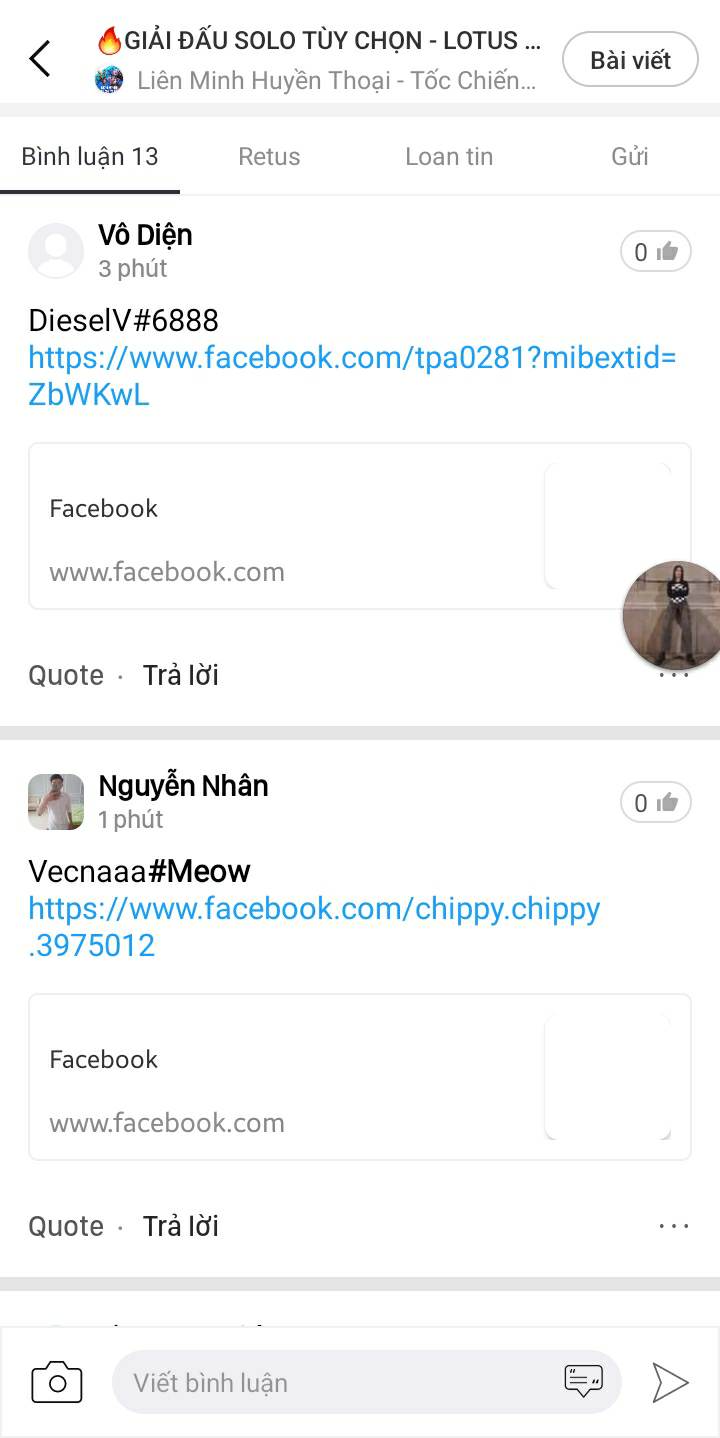 🔥GIẢI ĐẤU SOLO TÙY CHỌN - LOTUS ...
Liên Minh Huyền Thoại - Tốc Chiến...
Bài viết
Bình luận 13 Retus Loan tin Gửi
Vô Diện
3 phút
0
DieselV#6888
https://www.facebook.com/tpa0281?mibextid=
ZbWKwL
Facebook
www.facebook.com
Quote · Trả lời
Nguyễn Nhân
1 phút
0
Vecnaaa#Meow
https://www.facebook.com/chippy.chippy
.3975012
Facebook
www.facebook.com
Quote · Trả lời
Viết bình luận